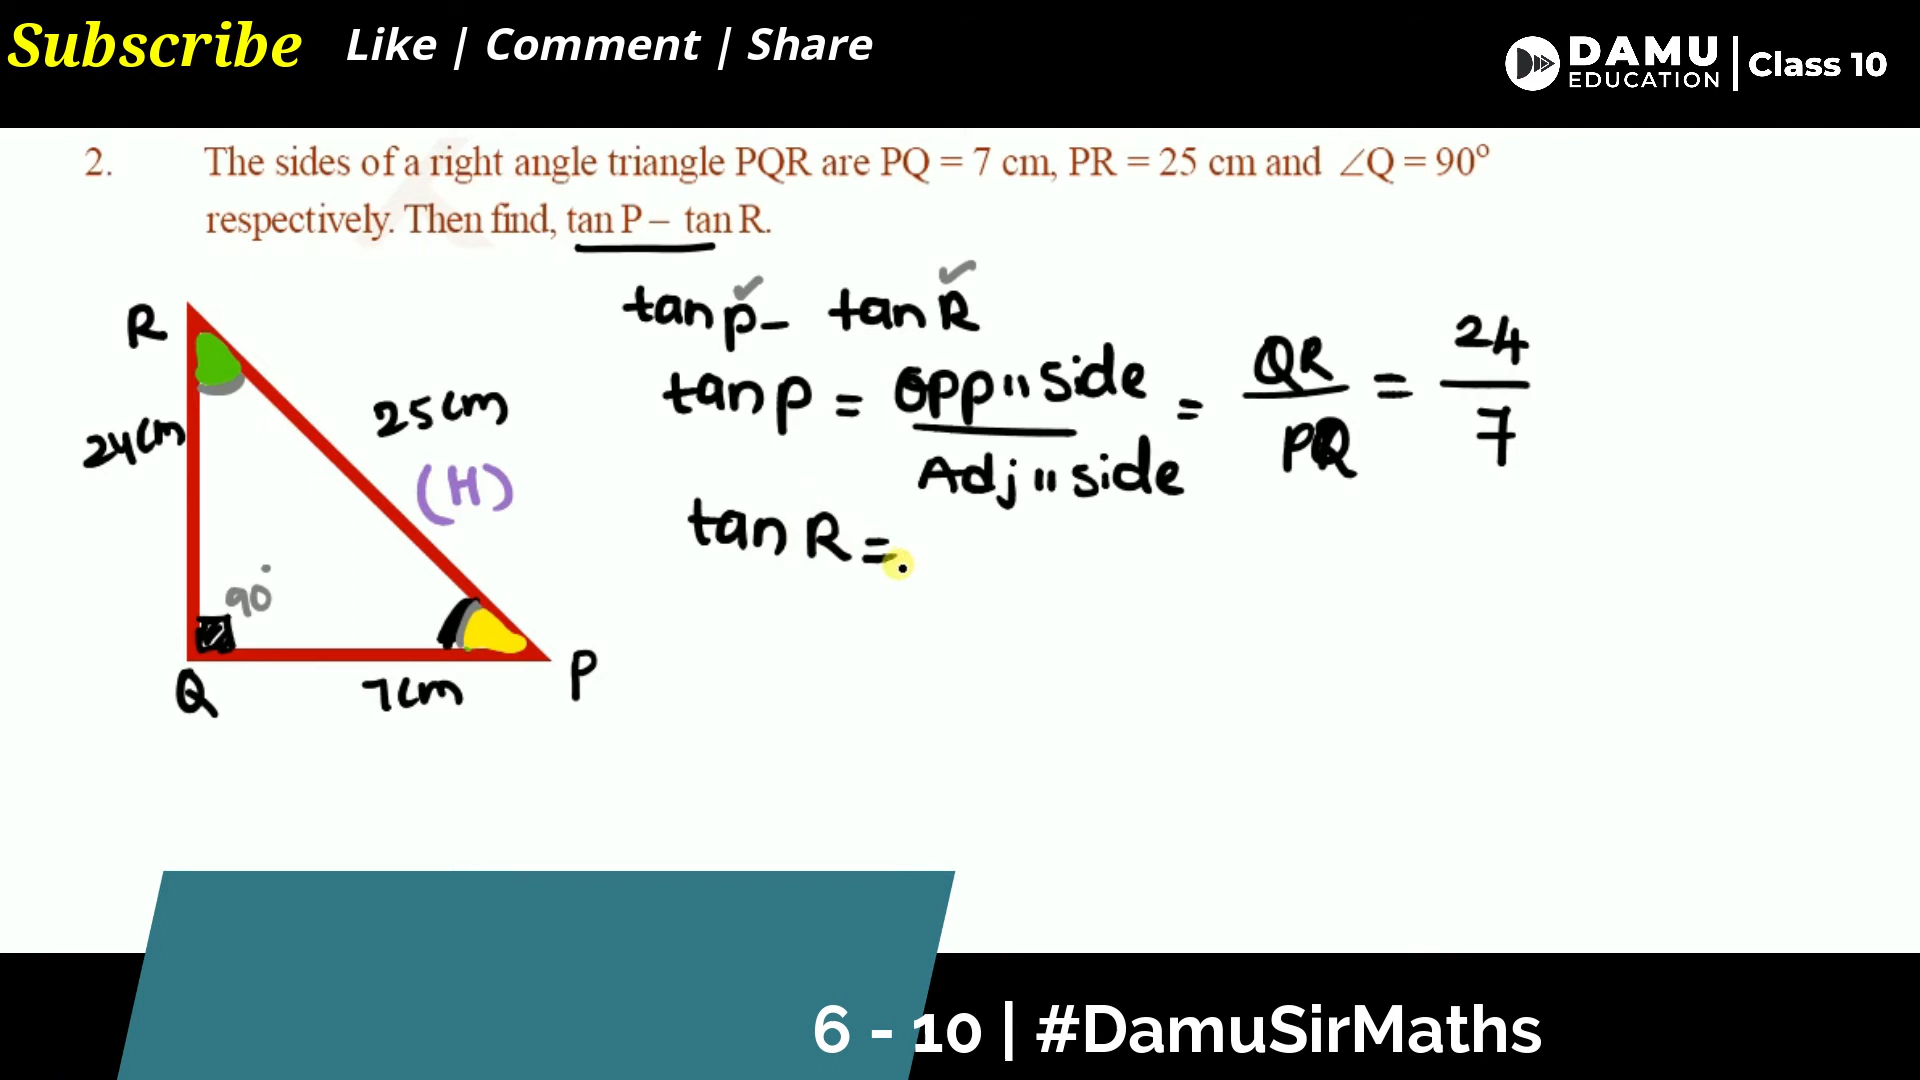 Subscribe Like | Comment | Share
DAMU EDUCATION | Class 10
2. The sides of a right angle triangle PQR are PQ = 7 cm, PR = 25 cm and ∠Q = 90º
respectively. Then find, tan P – tan R.
tan p - tan R
tan p = opp" side / Adj" side = QR / PQ = 24 / 7
tan R =
R
24cm
25cm
(H)
90°
Q
7cm
P
6 - 10 | #DamuSirMaths